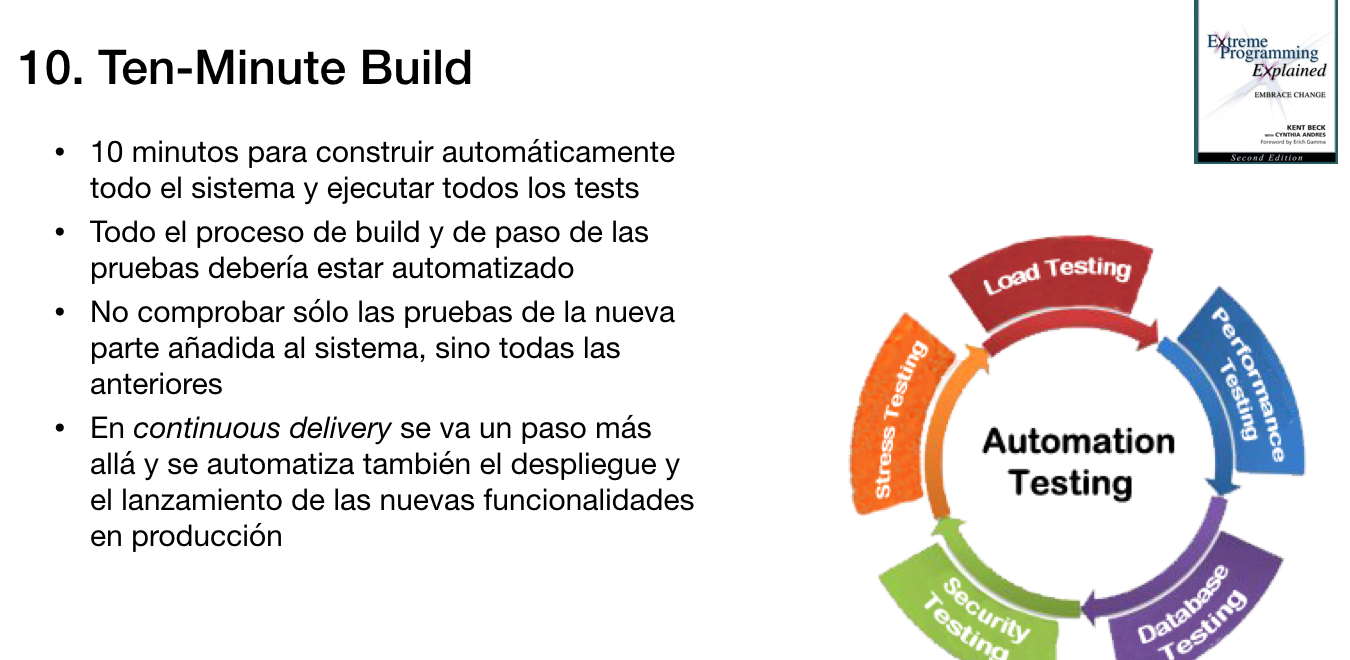 10. Ten-Minute Build
• 10 minutos para construir automáticamente
todo el sistema y ejecutar todos los tests
• Todo el proceso de build y de paso de las
pruebas debería estar automatizado
• No comprobar sólo las pruebas de la nueva
parte añadida al sistema, sino todas las
anteriores
• En continuous delivery se va un paso más
allá y se automatiza también el despliegue y
el lanzamiento de las nuevas funcionalidades
en producción
Extreme
Programming
Explained
EMBRACE CHANGE
KENT BECK
WITH CYNTHIA ANDRES
Foreword by Erich Gamma
Second Edition
Load Testing
Performance
Testing
Database
Testing
Security
Testing
Stress Testing
Automation
Testing